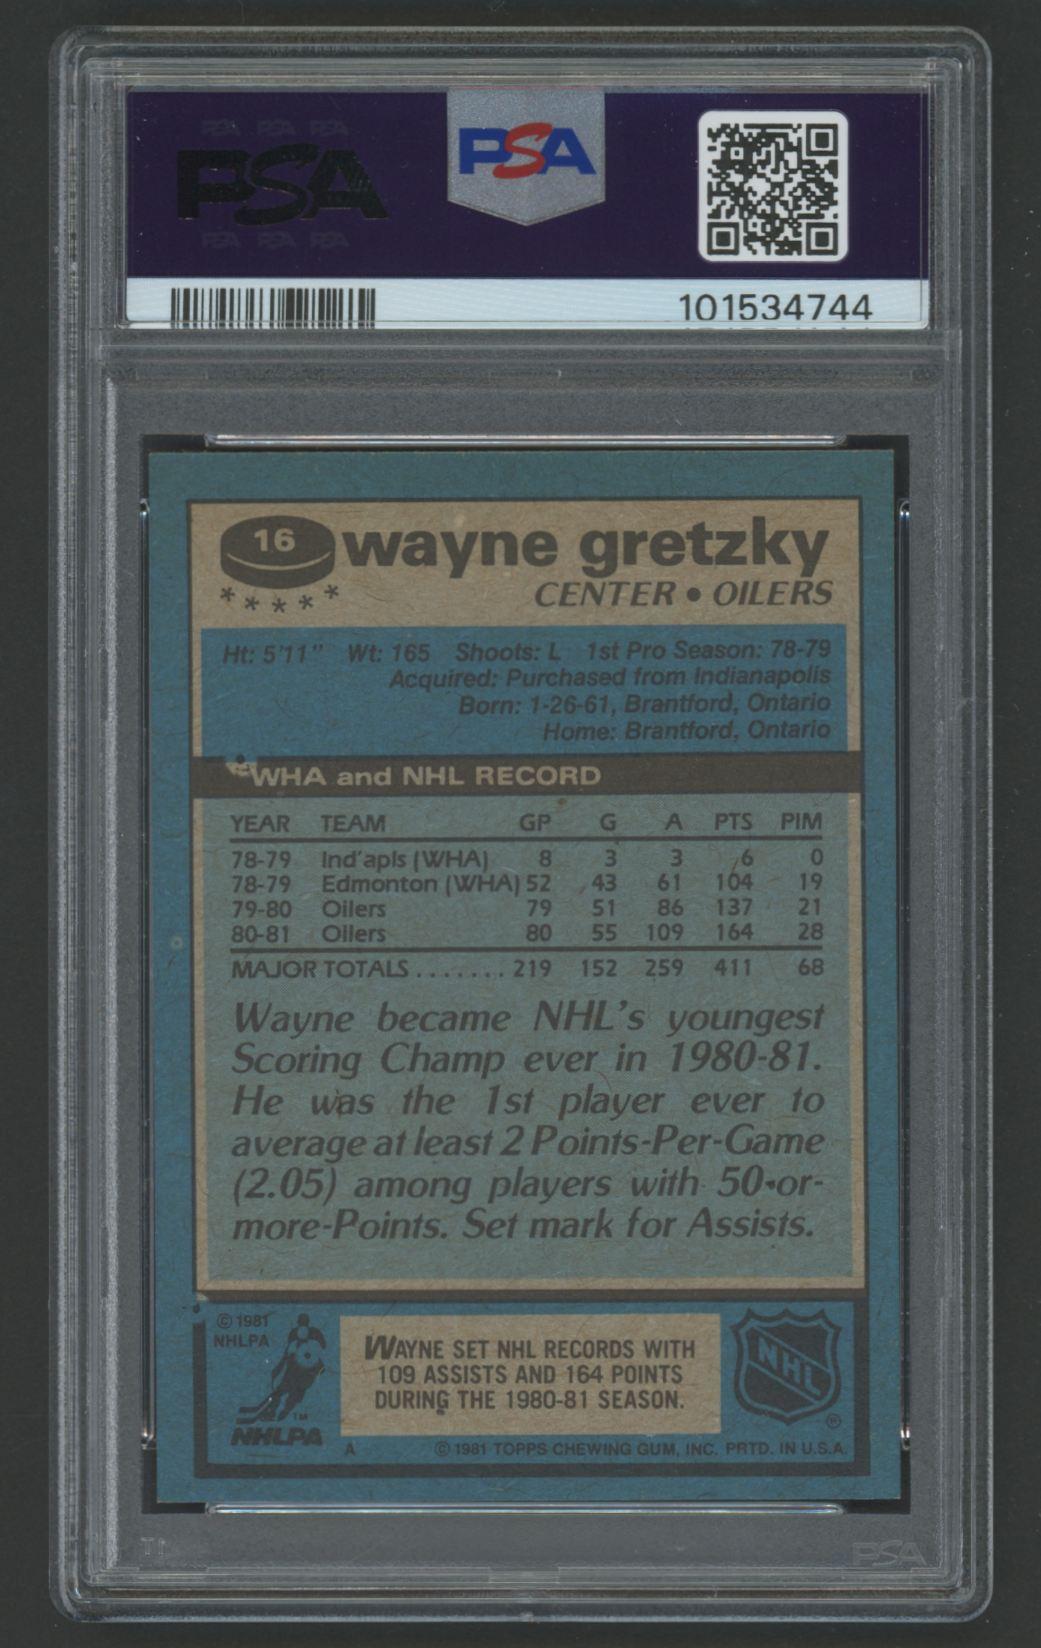 PSA PSA PSA
PSA
PSA PSA PSA
PSA
101534744
16
wayne gretzky
CENTER • OILERS
* * * * *
Ht: 5'11" Wt: 165 Shoots: L 1st Pro Season: 78-79
Acquired: Purchased from Indianapolis
Born: 1-26-61, Brantford, Ontario
Home: Brantford, Ontario
WHA and NHL RECORD
YEAR TEAM GP G A PTS PIM
78-79 Ind'apls (WHA) 8 3 3 6 0
78-79 Edmonton (WHA) 52 43 61 104 19
79-80 Oilers 79 51 86 137 21
80-81 Oilers 80 55 109 164 28
MAJOR TOTALS ....... 219 152 259 411 68
Wayne became NHL's youngest
Scoring Champ ever in 1980-81.
He was the 1st player ever to
average at least 2 Points-Per-Game
(2.05) among players with 50-or-
more-Points. Set mark for Assists.
© 1981
NHLPA
TM
NHLPA
WAYNE SET NHL RECORDS WITH
109 ASSISTS AND 164 POINTS
DURING THE 1980-81 SEASON.
NHL
®
A
© 1981 TOPPS CHEWING GUM, INC. PRTD. IN U.S.A.
PSA